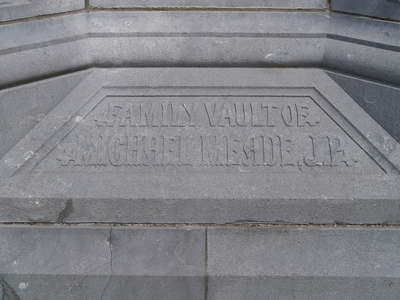 FAMILY VAULT OF
MICHAEL MEADE, J.P.